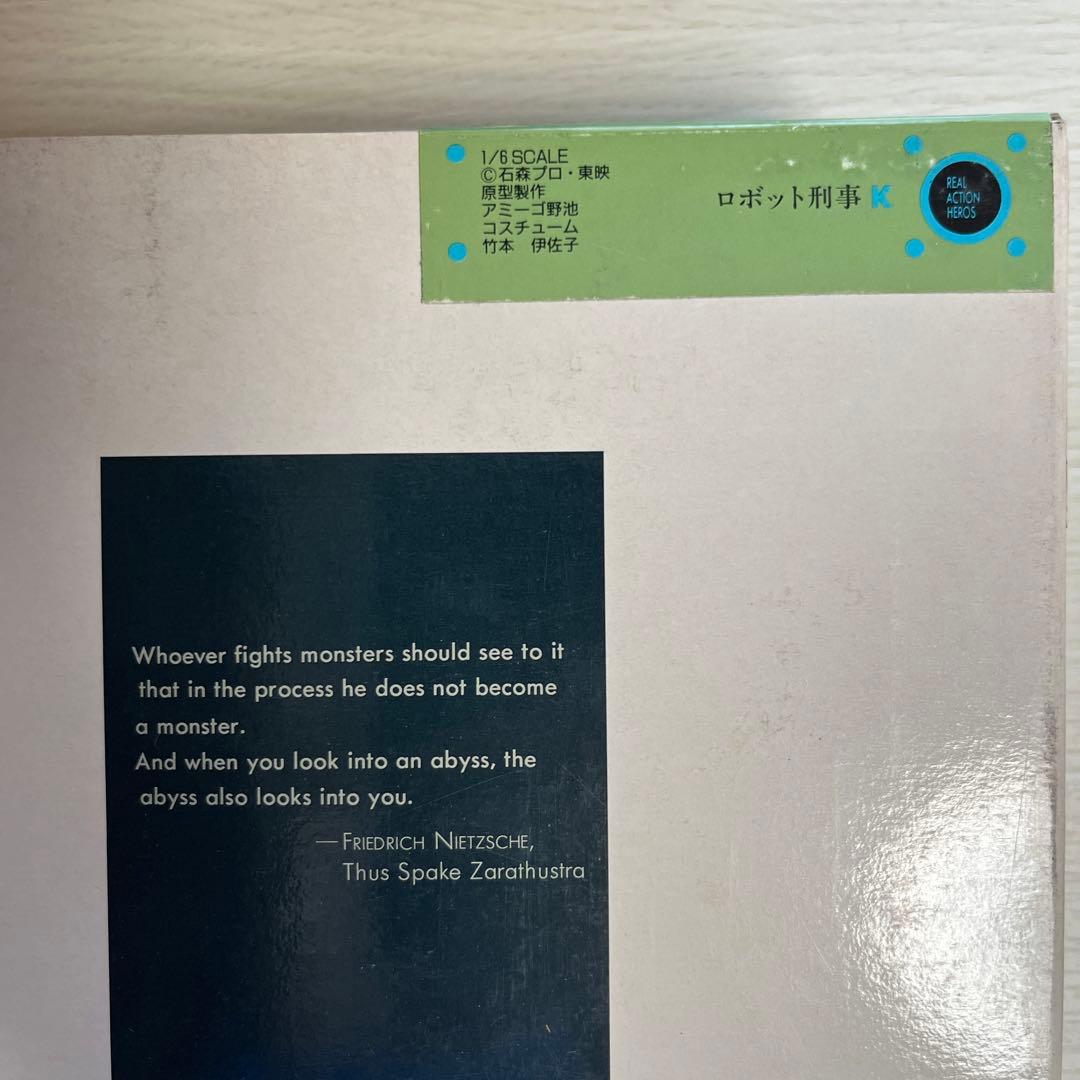 1/6 SCALE
©石森プロ・東映
原型製作
アミーゴ野池
コスチューム
竹本 伊佐子
ロボット刑事 K
REAL
ACTION
HEROS
Whoever fights monsters should see to it
that in the process he does not become
a monster.
And when you look into an abyss, the
abyss also looks into you.
—FRIEDRICH NIETZSCHE,
Thus Spake Zarathustra